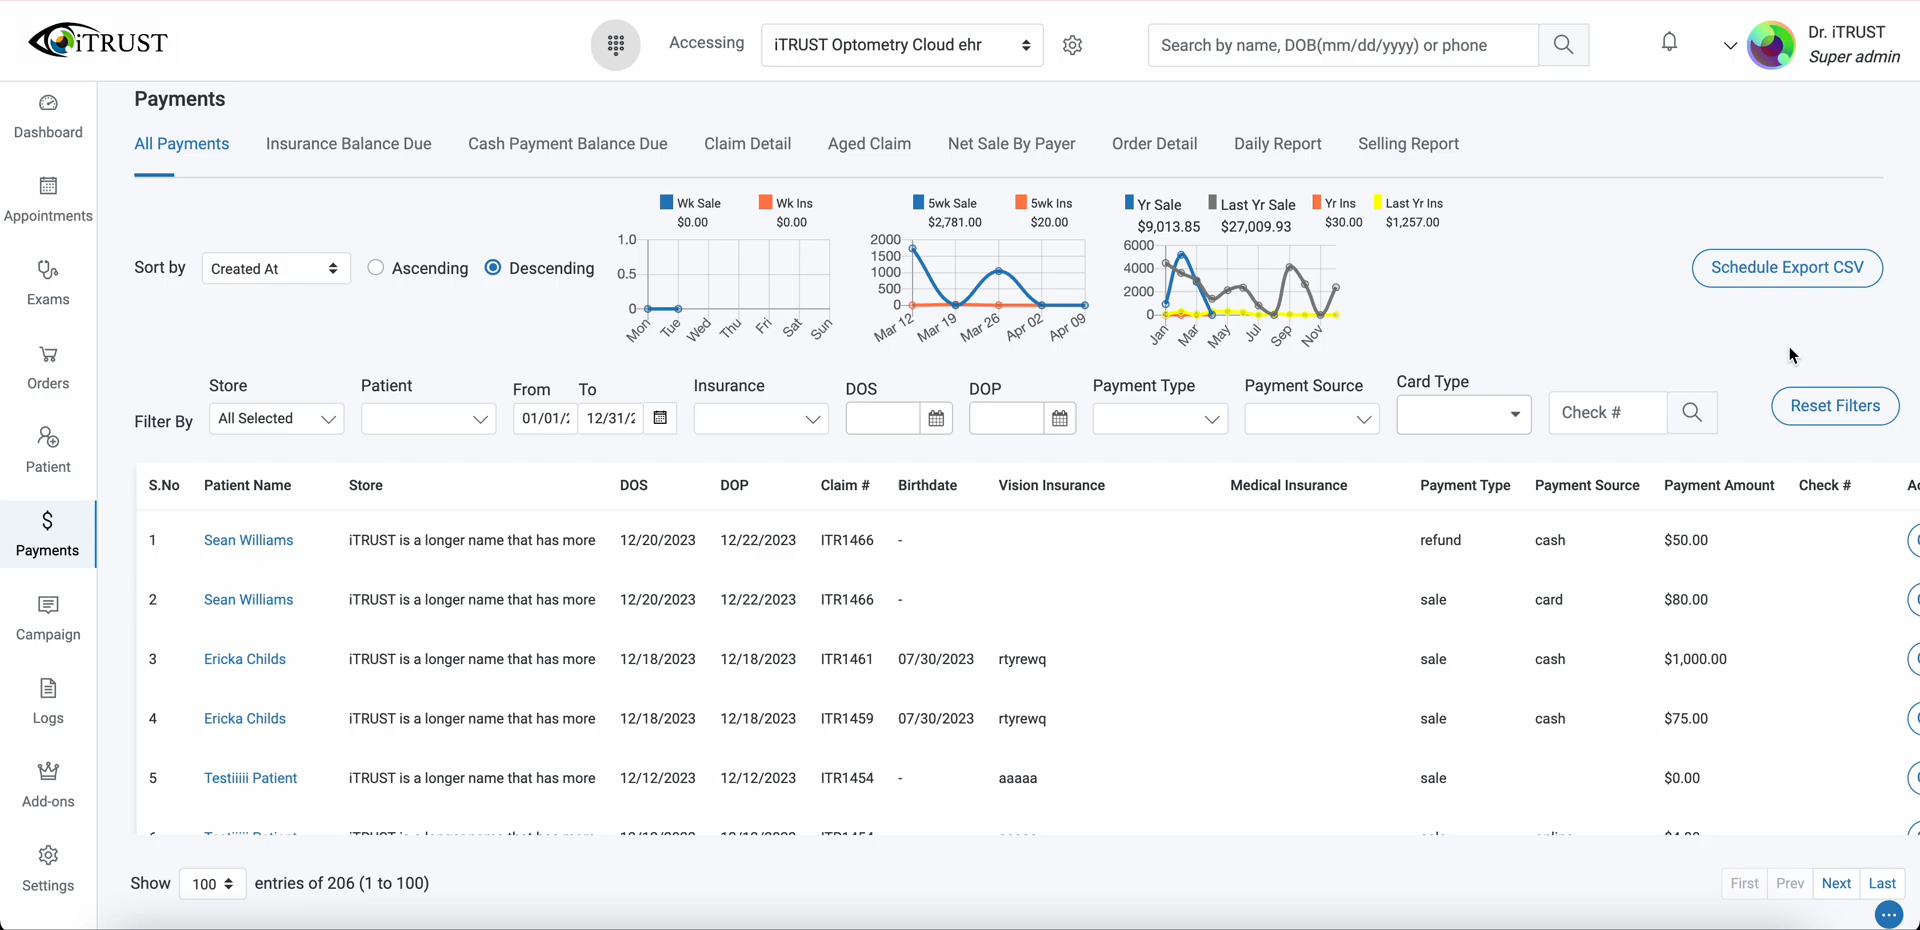 iTRUST
Accessing
iTRUST Optometry Cloud ehr
Search by name, DOB(mm/dd/yyyy) or phone
Dr. iTRUST
Super admin
Dashboard
Appointments
Exams
Orders
Patient
Payments
Campaign
Logs
Add-ons
Settings
Payments
All Payments Insurance Balance Due Cash Payment Balance Due Claim Detail Aged Claim Net Sale By Payer Order Detail Daily Report Selling Report
Sort by Created At Ascending Descending
Wk Sale Wk Ins
$0.00 $0.00
1.0
0.5
0
Mon Tue Wed Thu Fri Sat Sun
5wk Sale 5wk Ins
$2,781.00 $20.00
2000
1500
1000
500
0
Mar 12 Mar 19 Mar 26 Apr 02 Apr 09
Yr Sale Last Yr Sale Yr Ins Last Yr Ins
$9,013.85 $27,009.93 $30.00 $1,257.00
6000
4000
2000
0
Jan Mar May Jul Sep Nov
Schedule Export CSV
Filter By
Store
All Selected
Patient
From To
01/01/ 12/31/
Insurance
DOS
DOP
Payment Type
Payment Source
Card Type
Check #
Reset Filters
S.No Patient Name Store DOS DOP Claim # Birthdate Vision Insurance Medical Insurance Payment Type Payment Source Payment Amount Check #
1 Sean Williams iTRUST is a longer name that has more 12/20/2023 12/22/2023 ITR1466 - refund cash $50.00
2 Sean Williams iTRUST is a longer name that has more 12/20/2023 12/22/2023 ITR1466 - sale card $80.00
3 Ericka Childs iTRUST is a longer name that has more 12/18/2023 12/18/2023 ITR1461 07/30/2023 rtyrewq sale cash $1,000.00
4 Ericka Childs iTRUST is a longer name that has more 12/18/2023 12/18/2023 ITR1459 07/30/2023 rtyrewq sale cash $75.00
5 Testiiiii Patient iTRUST is a longer name that has more 12/12/2023 12/12/2023 ITR1454 - aaaaa sale $0.00
Show 100 entries of 206 (1 to 100)
First Prev Next Last